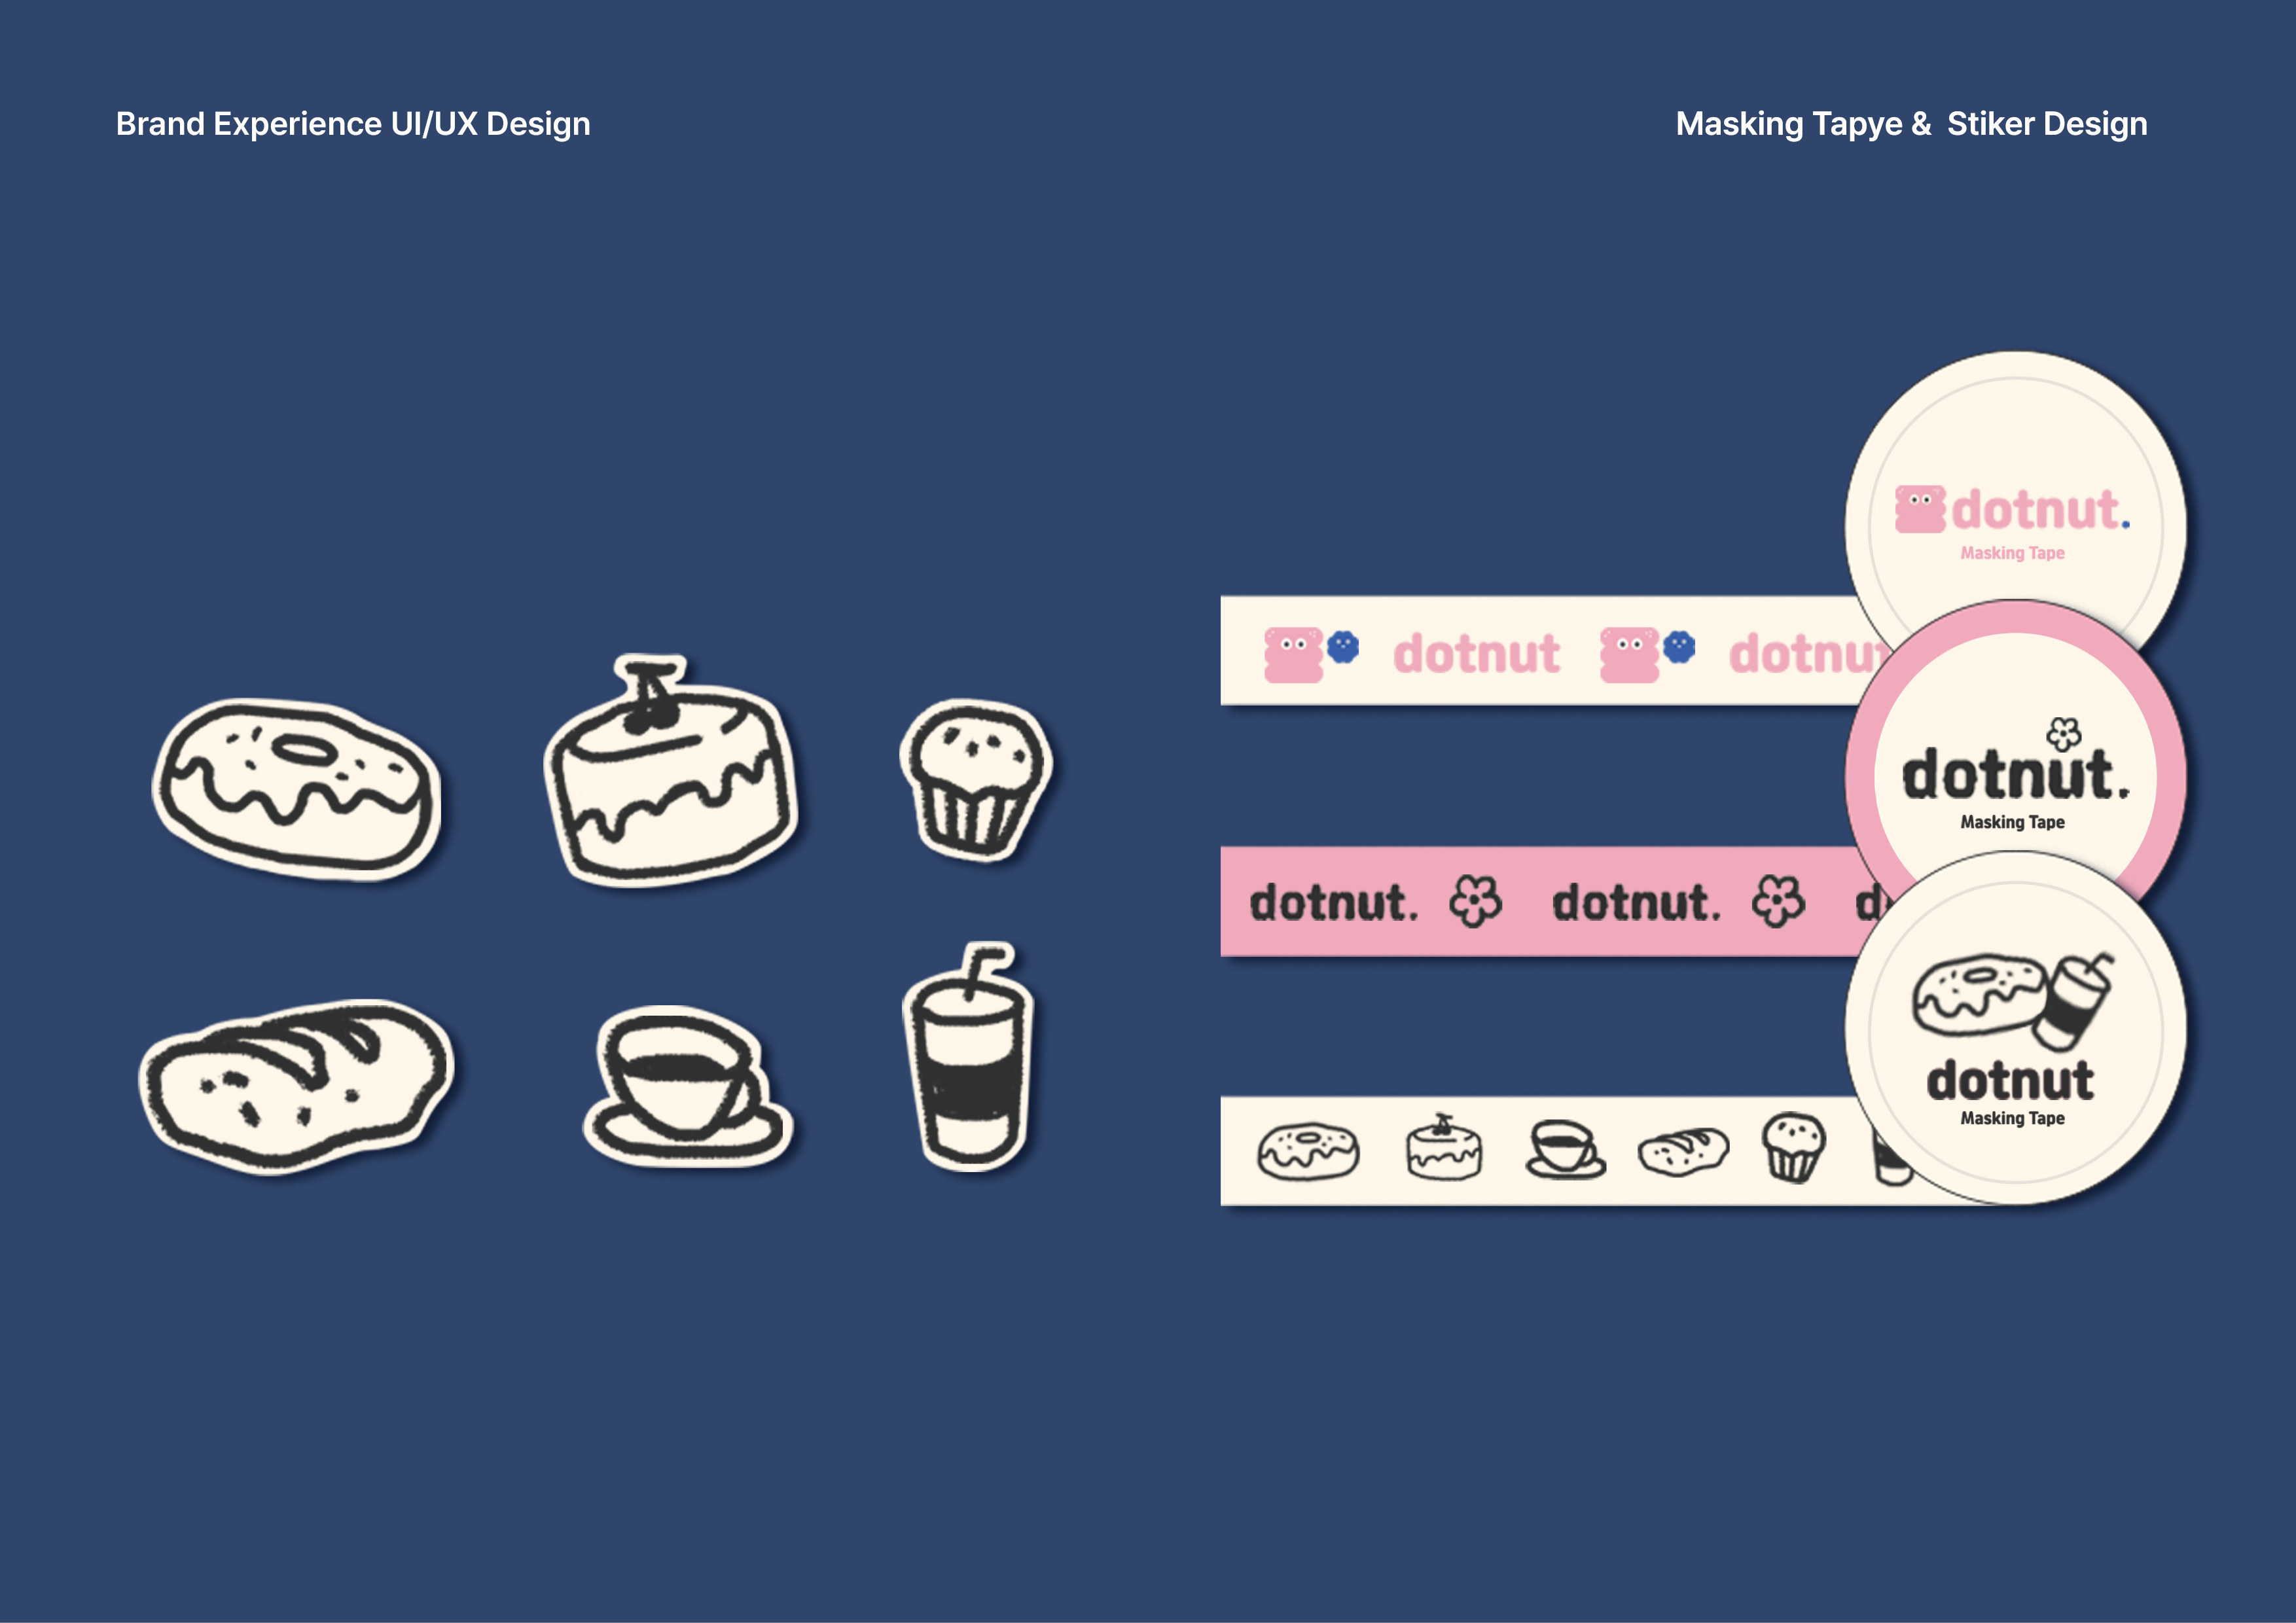 Brand Experience UI/UX Design
Masking Tapye & Stiker Design
dotnut.
Masking Tape
dotnut dotnut
dotnut.
Masking Tape
dotnut. dotnut. d
dotnut
Masking Tape